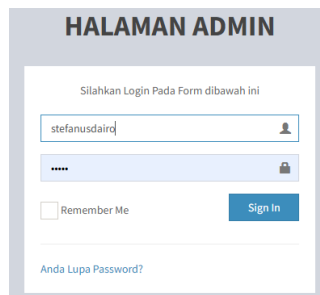 HALAMAN ADMIN
Silahkan Login Pada Form dibawah ini
stefanusdairo
•••••
Remember Me
Sign In
Anda Lupa Password?